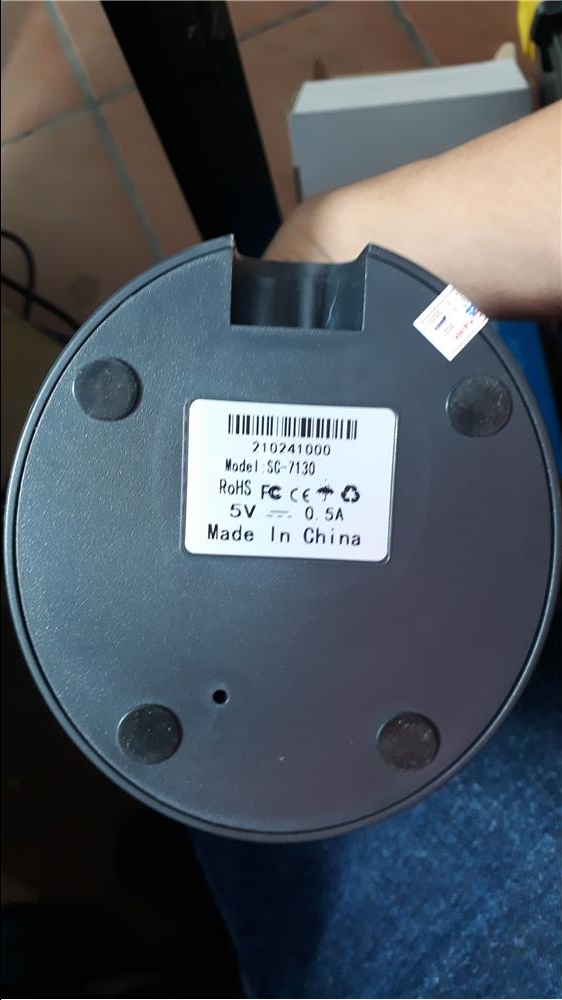 210241000
Model:SC-7130
RoHS FC CE
5V 0.5A
Made In China